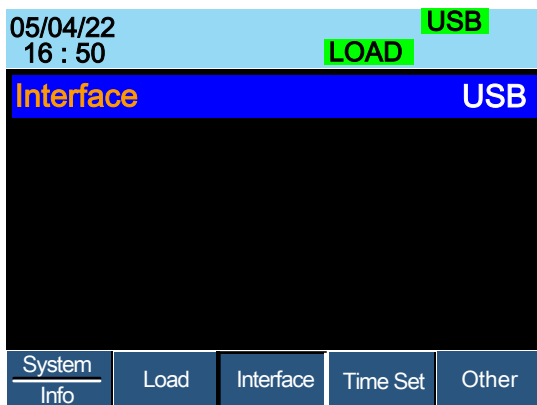 05/04/22
16 : 50
USB
LOAD
Interface USB
System
Info
Load
Interface
Time Set
Other